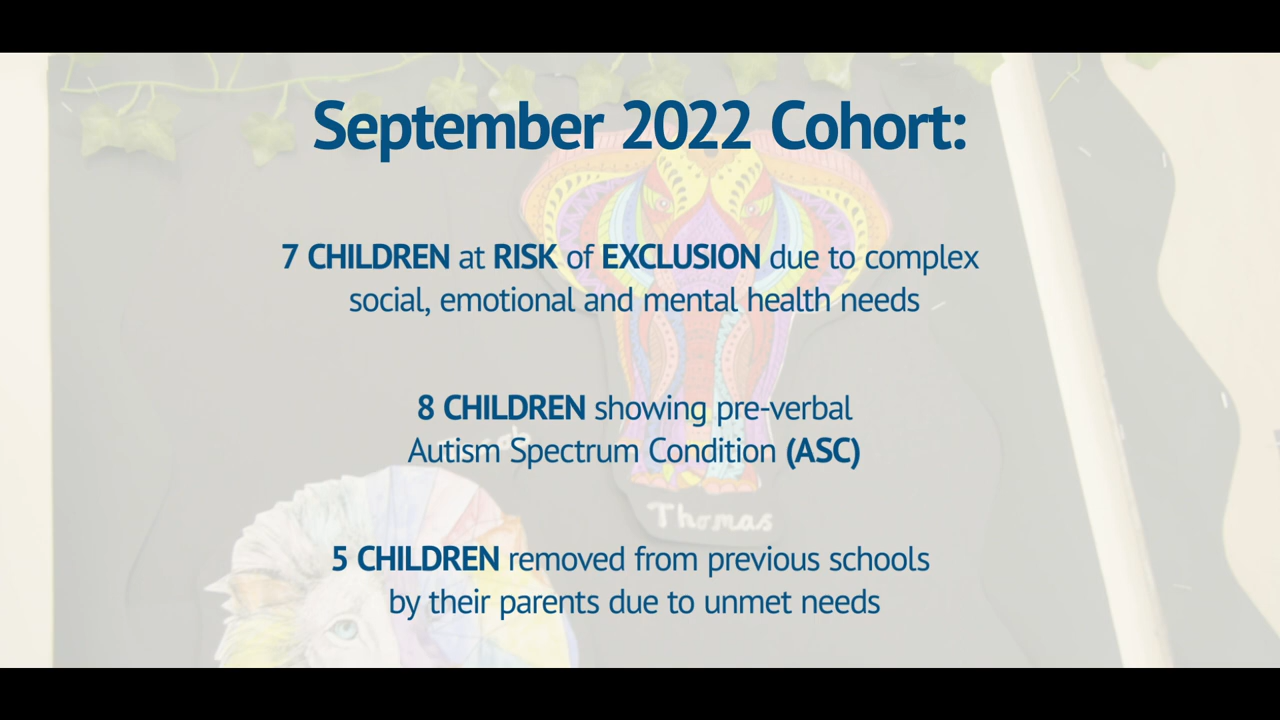 September 2022 Cohort:
7 CHILDREN at RISK of EXCLUSION due to complex
social, emotional and mental health needs
8 CHILDREN showing pre-verbal
Autism Spectrum Condition (ASC)
Thomas
5 CHILDREN removed from previous schools
by their parents due to unmet needs